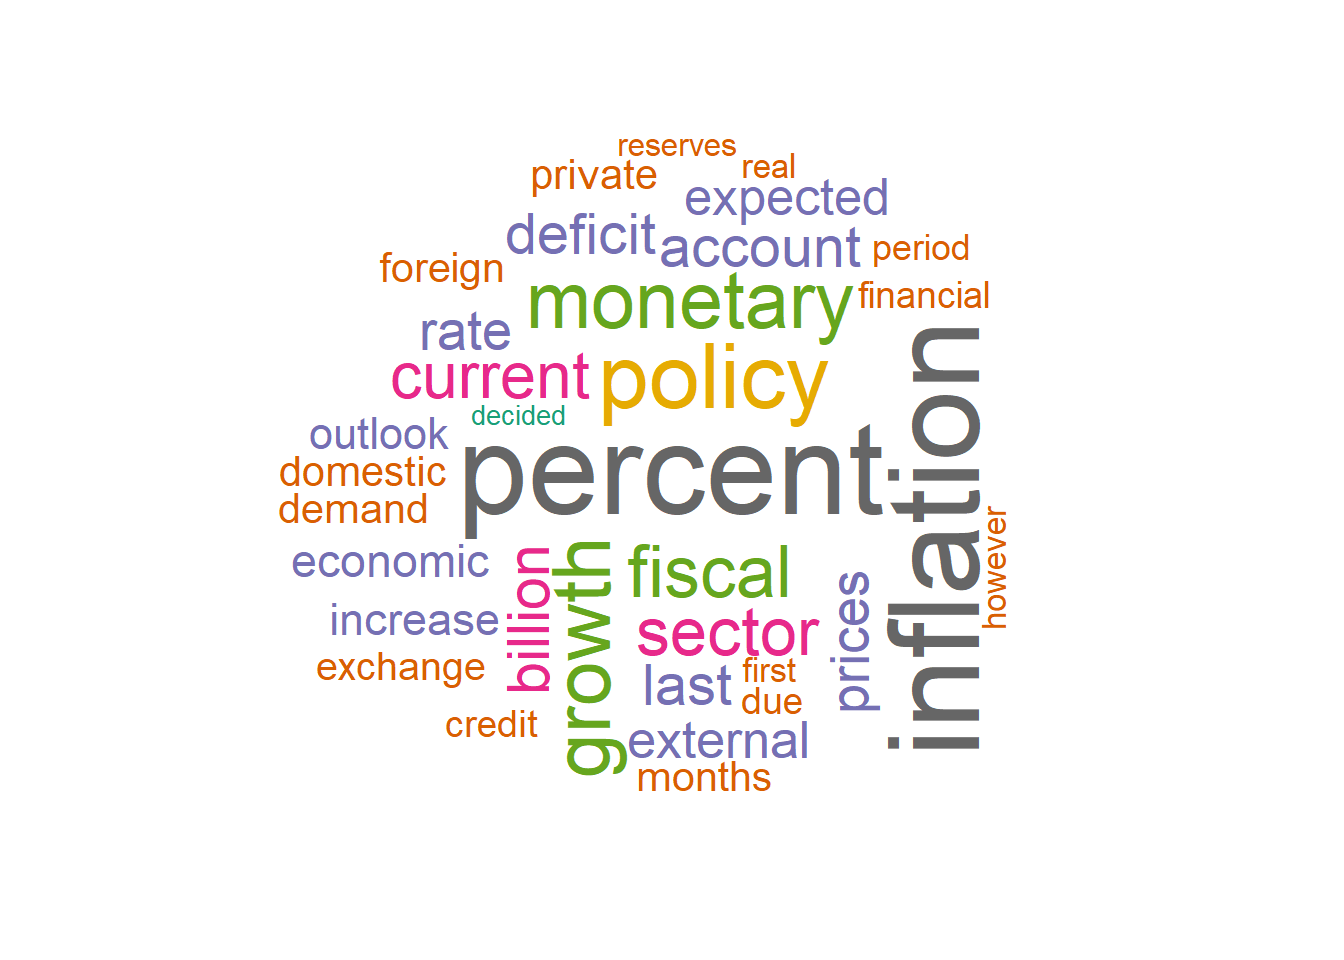 reserves
real
private
expected
deficit
account
period
foreign
monetary
financial
rate
current
policy
decided
outlook
percent
inflation
domestic
demand
however
economic
billion
growth
fiscal
prices
increase
sector
exchange
last
first
due
credit
external
months